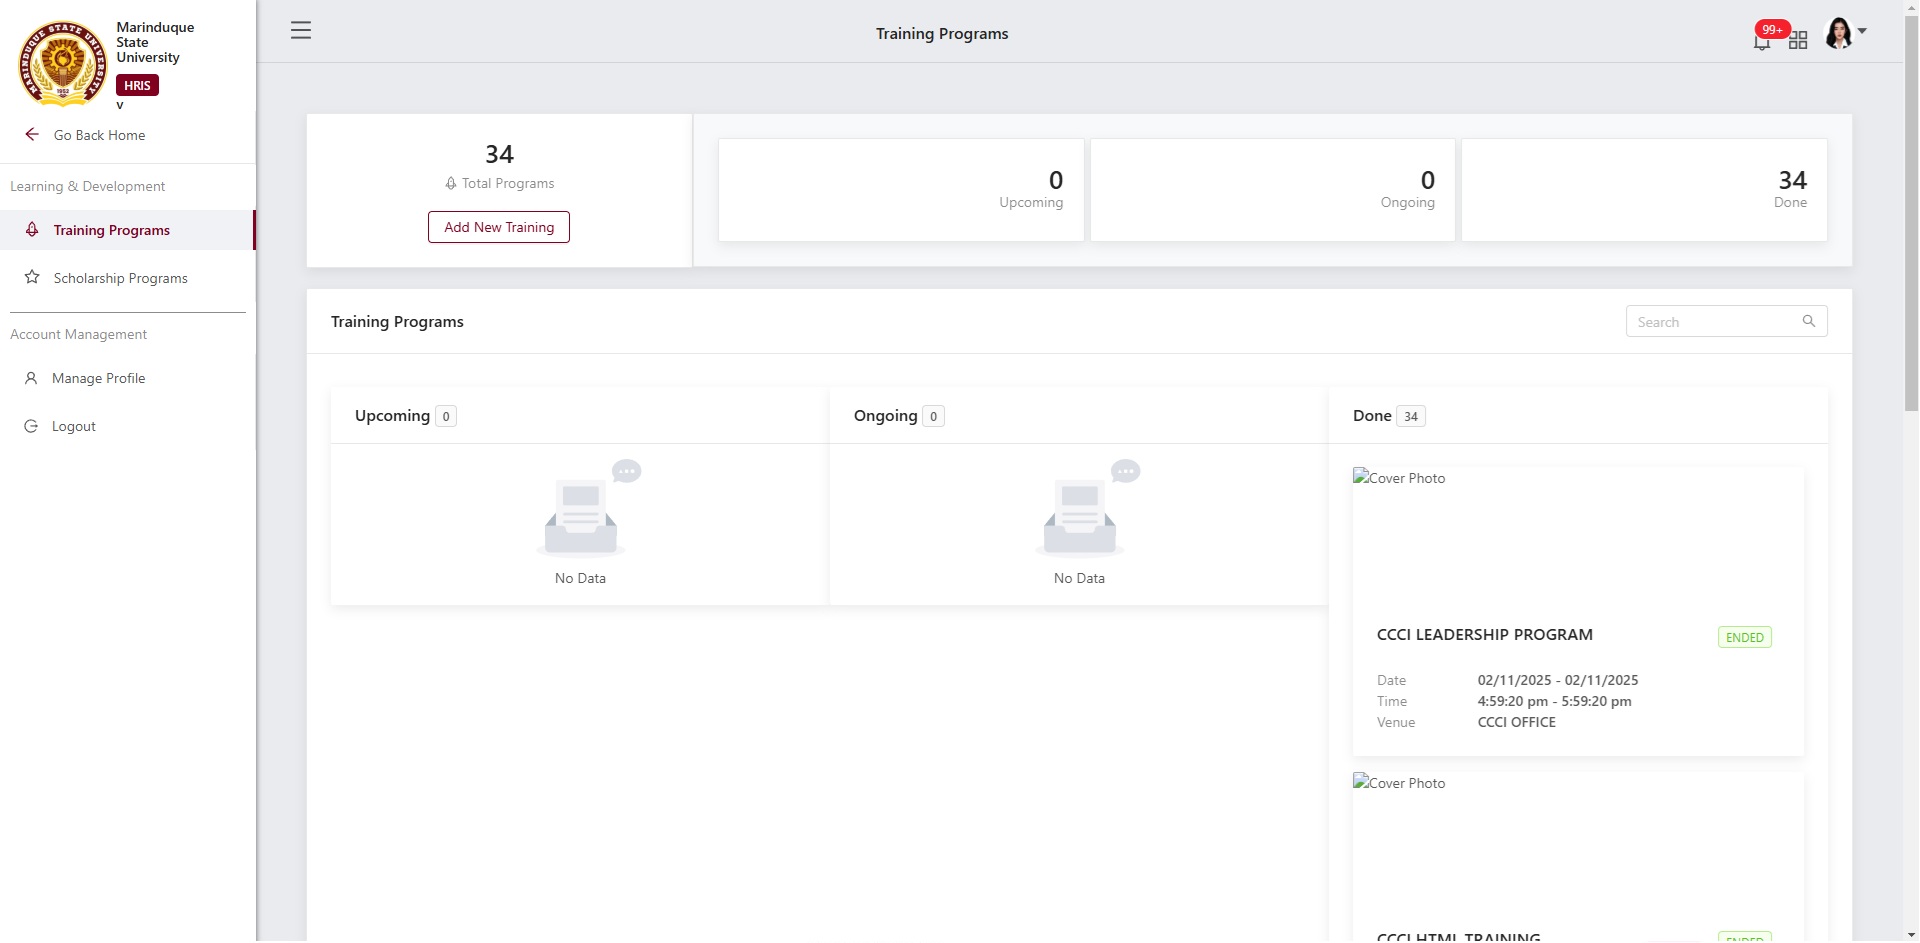 Marinduque
State
University
HRIS
v
Go Back Home
Learning & Development
Training Programs
Scholarship Programs
Account Management
Manage Profile
Logout
Training Programs
99+
34
Total Programs
Add New Training
0
Upcoming
0
Ongoing
34
Done
Training Programs
Search
Upcoming 0
No Data
Ongoing 0
No Data
Done 34
Cover Photo
CCCI LEADERSHIP PROGRAM
ENDED
Date 02/11/2025 - 02/11/2025
Time 4:59:20 pm - 5:59:20 pm
Venue CCCI OFFICE
Cover Photo
CCCI HTML TRAINING
ENDED
MARINDUQUE STATE UNIVERSITY
1952